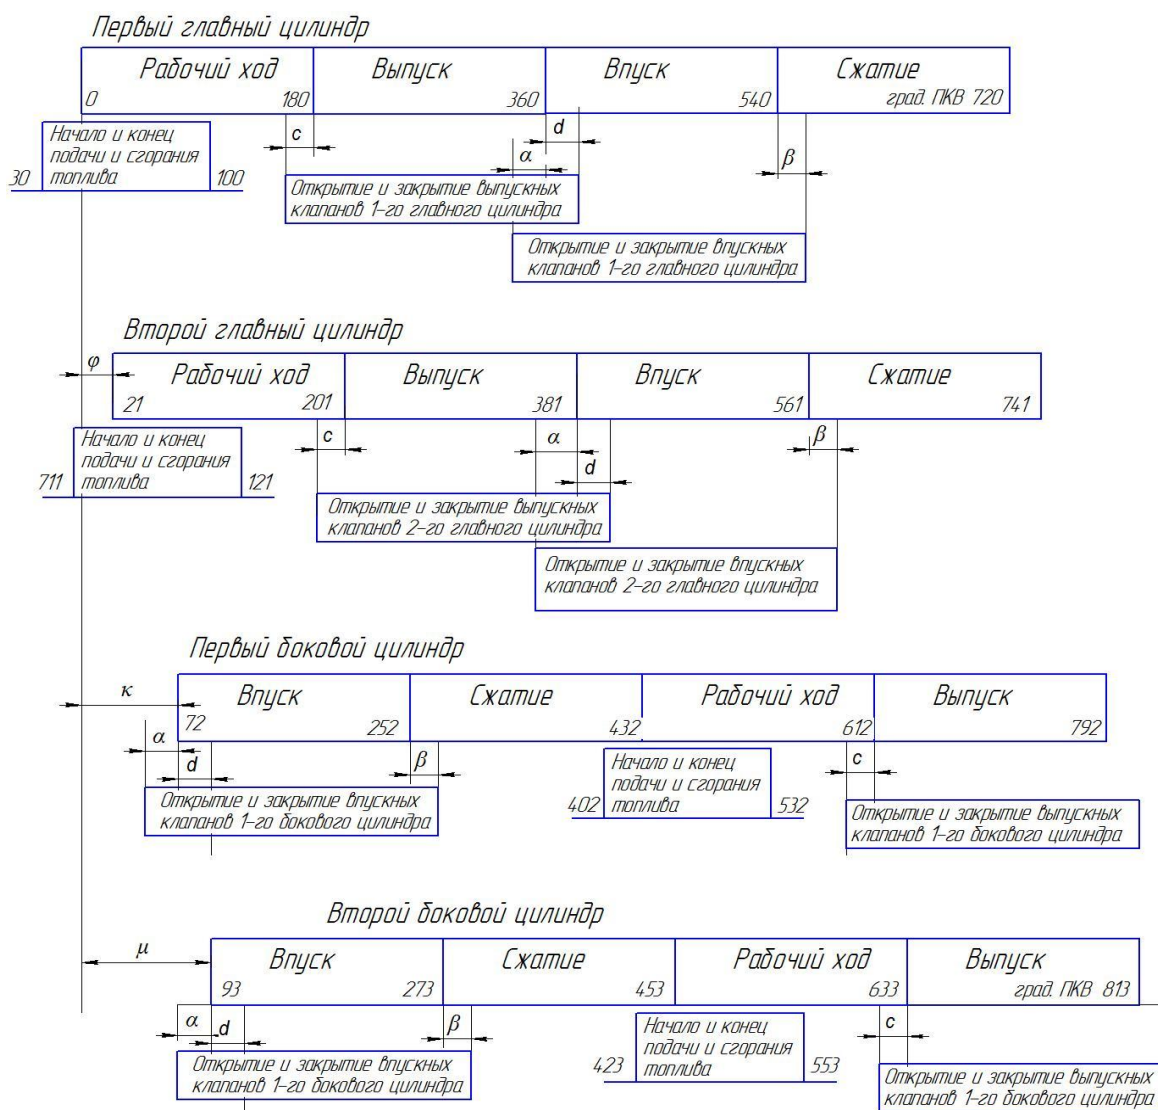 Первый главный цилиндр
Рабочий ход Выпуск Впуск Сжатие
0 180 360 540 град. ПКВ 720
Начало и конец
подачи и сгорания
топлива
30 100
c
α
d
β
Открытие и закрытие выпускных
клапанов 1-го главного цилиндра
Открытие и закрытие впускных
клапанов 1-го главного цилиндра
Второй главный цилиндр
φ
Рабочий ход Выпуск Впуск Сжатие
21 201 381 561 741
Начало и конец
подачи и сгорания
топлива
711 121
c
α
d
β
Открытие и закрытие выпускных
клапанов 2-го главного цилиндра
Открытие и закрытие впускных
клапанов 2-го главного цилиндра
Первый боковой цилиндр
κ
Впуск Сжатие Рабочий ход Выпуск
72 252 432 612 792
α
d
β
c
Открытие и закрытие впускных
клапанов 1-го бокового цилиндра
Начало и конец
подачи и сгорания
топлива
402 532
Открытие и закрытие выпускных
клапанов 1-го бокового цилиндра
Второй боковой цилиндр
μ
Впуск Сжатие Рабочий ход Выпуск
93 273 453 633 град. ПКВ 813
α
d
β
c
Открытие и закрытие впускных
клапанов 1-го бокового цилиндра
Начало и конец
подачи и сгорания
топлива
423 553
Открытие и закрытие выпускных
клапанов 1-го бокового цилиндра